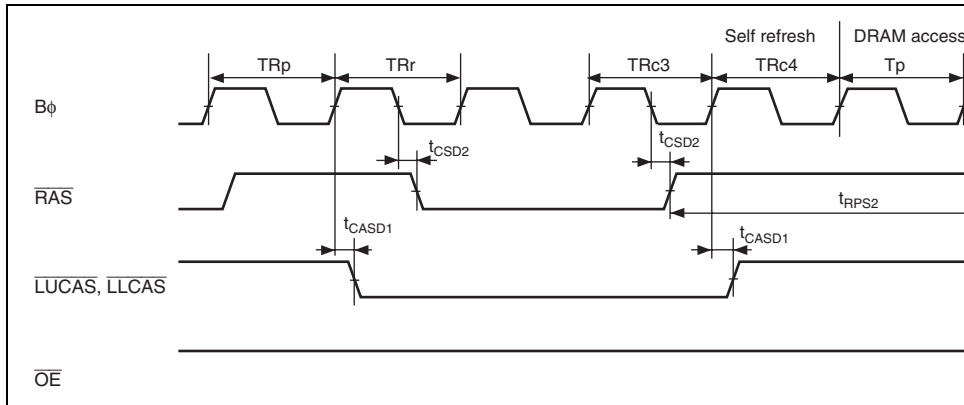 Self refresh DRAM access
TRp TRr TRc3 TRc4 Tp
Bϕ
tCSD2 tCSD2
RAS
tRPS2
tCASD1 tCASD1
LUCAS, LLCAS
OE